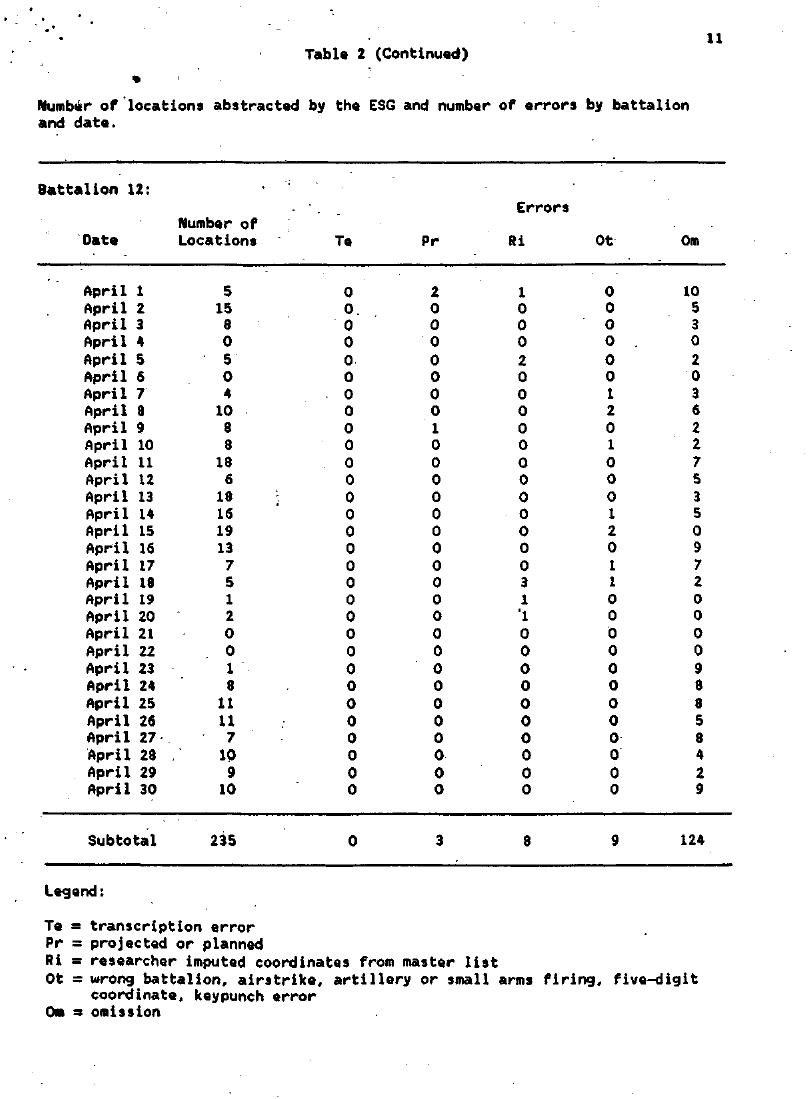 11
Table 2 (Continued)
Number of locations abstracted by the ESG and number of errors by battalion
and date.
Battalion 12:
Errors
Number of
Date Locations Te Pr Ri Ot Om
April 1 5 0 2 1 0 10
April 2 15 0 0 0 0 5
April 3 8 0 0 0 0 3
April 4 0 0 0 0 0 0
April 5 5 0 0 2 0 2
April 6 0 0 0 0 0 0
April 7 4 0 0 0 1 3
April 8 10 0 0 0 2 6
April 9 8 0 1 0 0 2
April 10 8 0 0 0 1 2
April 11 18 0 0 0 0 7
April 12 6 0 0 0 0 5
April 13 18 0 0 0 0 3
April 14 16 0 0 0 1 5
April 15 19 0 0 0 2 0
April 16 13 0 0 0 0 9
April 17 7 0 0 0 1 7
April 18 5 0 0 3 1 2
April 19 1 0 0 1 0 0
April 20 2 0 0 1 0 0
April 21 0 0 0 0 0 0
April 22 0 0 0 0 0 0
April 23 1 0 0 0 0 9
April 24 8 0 0 0 0 8
April 25 11 0 0 0 0 8
April 26 11 0 0 0 0 5
April 27 7 0 0 0 0 8
April 28 10 0 0 0 0 4
April 29 9 0 0 0 0 2
April 30 10 0 0 0 0 9
Subtotal 235 0 3 8 9 124
Legend:
Te = transcription error
Pr = projected or planned
Ri = researcher imputed coordinates from master list
Ot = wrong battalion, airstrike, artillery or small arms firing, five-digit
coordinate, keypunch error
Om = omission